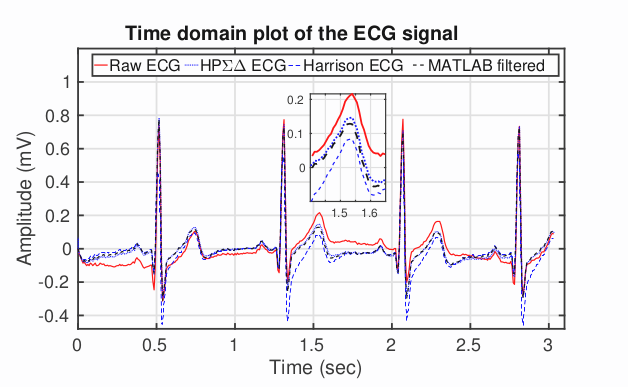 Time domain plot of the ECG signal
Raw ECG HPΣΔ ECG Harrison ECG MATLAB filtered
1
0.8
0.6
0.4
0.2
0
-0.2
-0.4
Amplitude (mV)
0.2
0.1
0
1.5 1.6
0 0.5 1 1.5 2 2.5 3
Time (sec)